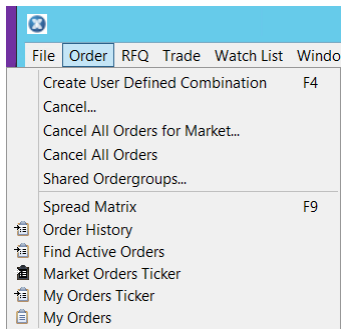 File Order RFQ Trade Watch List Windo
Create User Defined Combination F4
Cancel...
Cancel All Orders for Market...
Cancel All Orders
Shared Ordergroups...
Spread Matrix F9
Order History
Find Active Orders
Market Orders Ticker
My Orders Ticker
My Orders